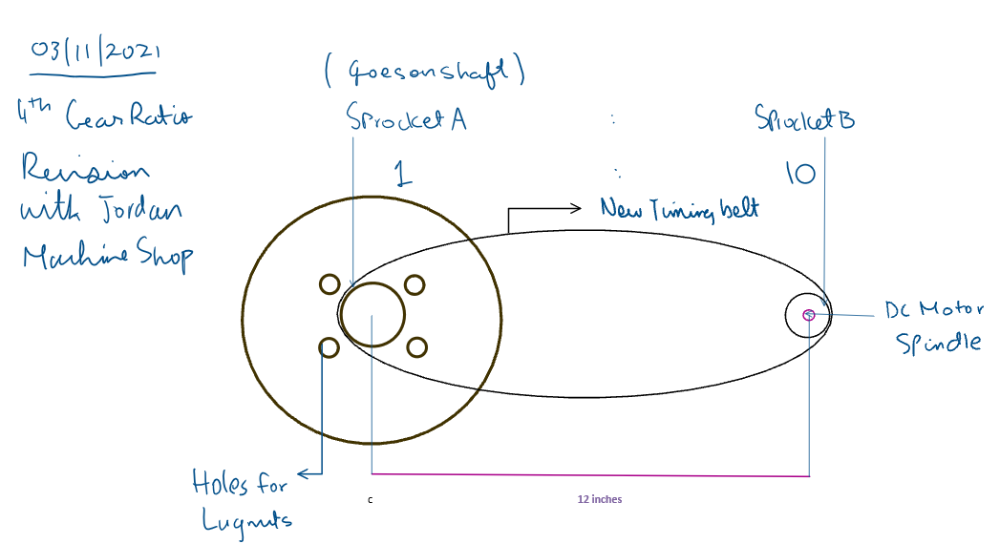 03/11/2021
4th Gear Ratio
Revision
with Jordan
Machine Shop
(Goes on shaft)
Sprocket A : Sprocket B
1 : 10
New Timing belt
DC Motor
Spindle
Holes for
Lugnuts
c
12 inches